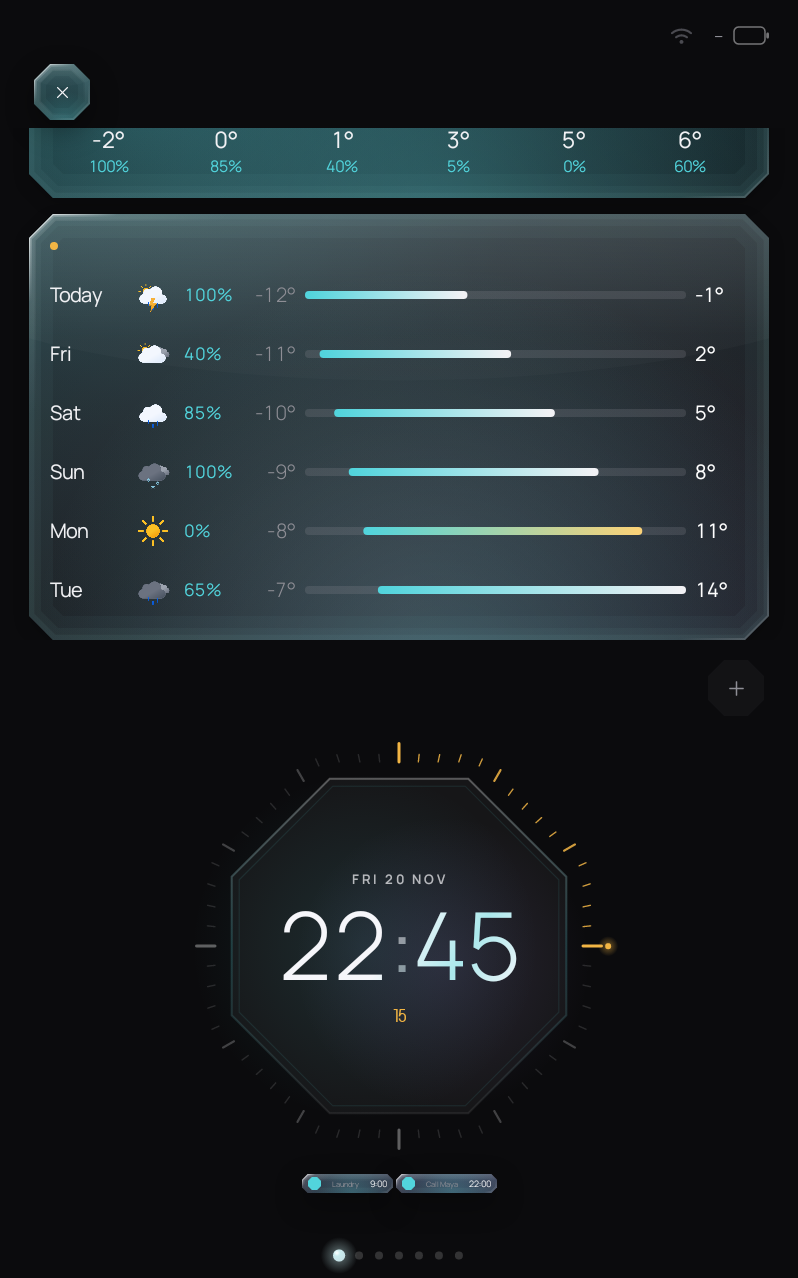 -2° 0° 1° 3° 5° 6°
100% 85% 40% 5% 0% 60%
Today 100% -12° -1°
Fri 40% -11° 2°
Sat 85% -10° 5°
Sun 100% -9° 8°
Mon 0% -8° 11°
Tue 65% -7° 14°
FRI 20 NOV
22:45
15
Laundry 9:00 Call Maya 22:00